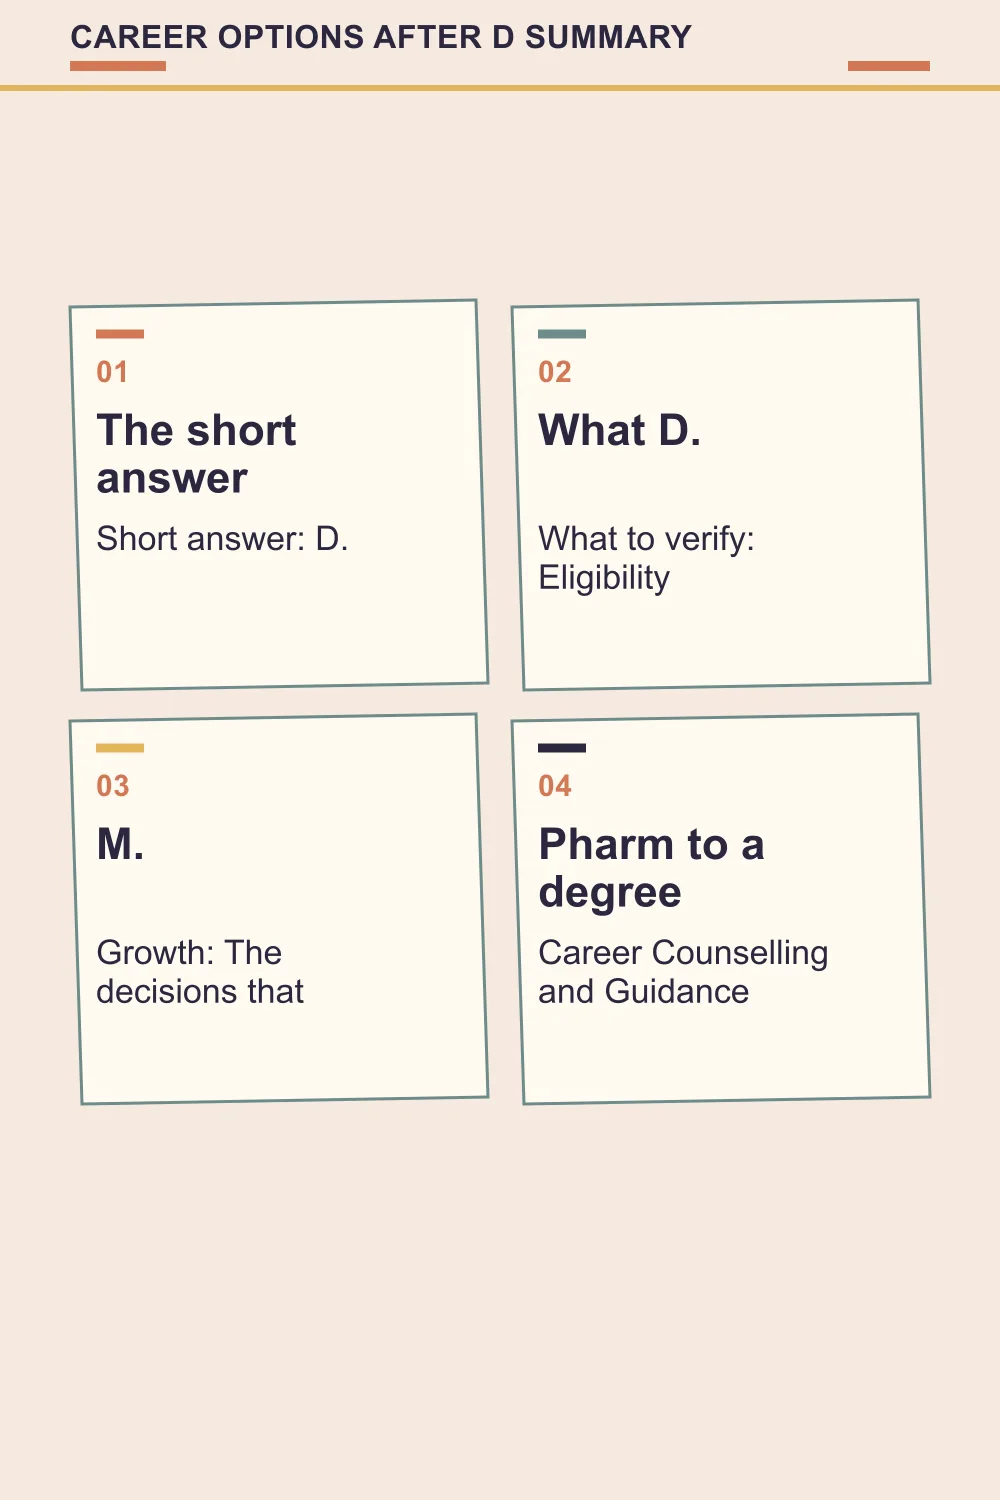 CAREER OPTIONS AFTER D SUMMARY
01
The short
answer
Short answer: D.
02
What D.
What to verify:
Eligibility
03
M.
Growth: The
decisions that
04
Pharm to a
degree
Career Counselling
and Guidance